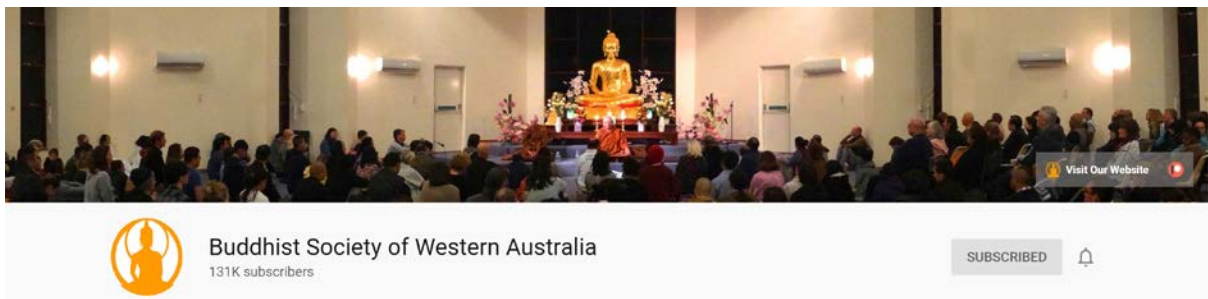 Visit Our Website
Buddhist Society of Western Australia
131K subscribers
SUBSCRIBED